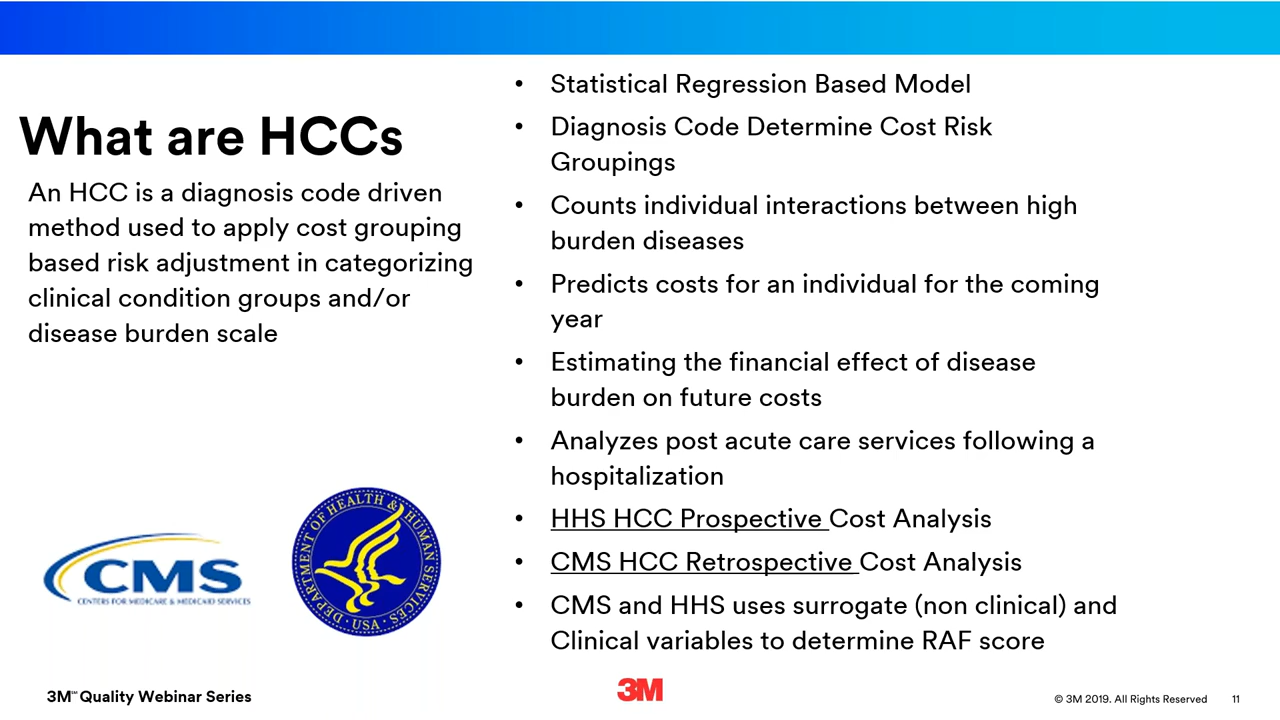 What are HCCs
An HCC is a diagnosis code driven
method used to apply cost grouping
based risk adjustment in categorizing
clinical condition groups and/or
disease burden scale
• Statistical Regression Based Model
• Diagnosis Code Determine Cost Risk
Groupings
• Counts individual interactions between high
burden diseases
• Predicts costs for an individual for the coming
year
• Estimating the financial effect of disease
burden on future costs
• Analyzes post acute care services following a
hospitalization
• HHS HCC Prospective Cost Analysis
• CMS HCC Retrospective Cost Analysis
• CMS and HHS uses surrogate (non clinical) and
Clinical variables to determine RAF score
CMS
CENTERS FOR MEDICARE & MEDICAID SERVICES
DEPARTMENT OF HEALTH & HUMAN SERVICES · USA ·
3M℠ Quality Webinar Series
3M
© 3M 2019. All Rights Reserved 11